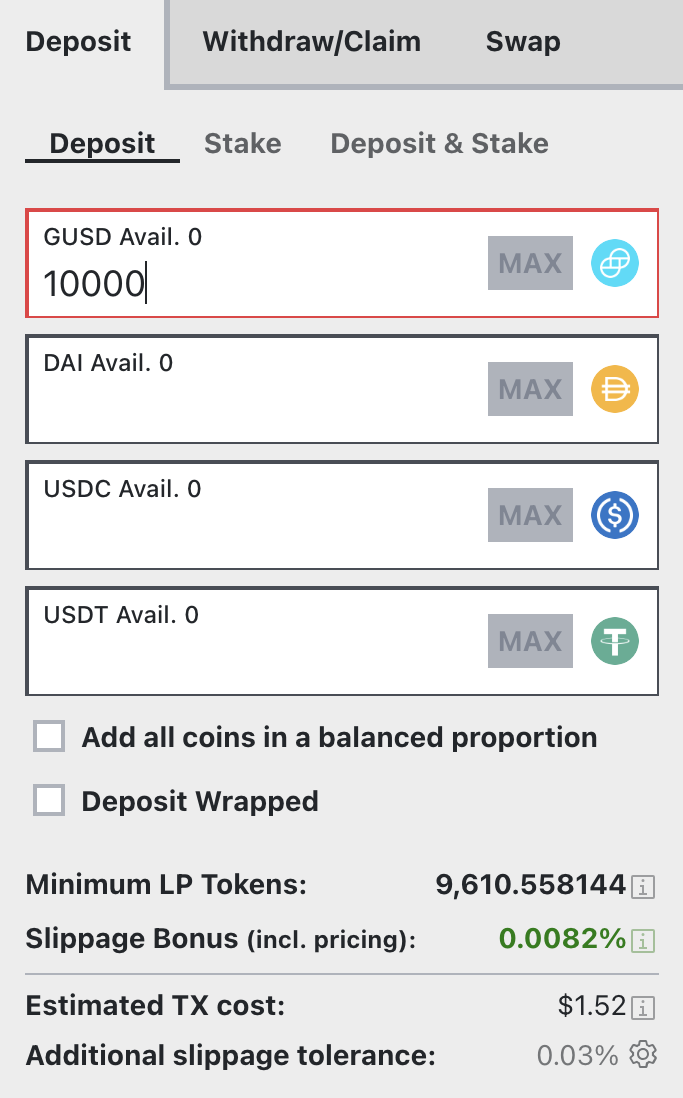 Deposit Withdraw/Claim Swap
Deposit Stake Deposit & Stake
GUSD Avail. 0
10000
MAX
DAI Avail. 0
MAX
USDC Avail. 0
MAX
USDT Avail. 0
MAX
Add all coins in a balanced proportion
Deposit Wrapped
Minimum LP Tokens: 9,610.558144
Slippage Bonus (incl. pricing): 0.0082%
Estimated TX cost: $1.52
Additional slippage tolerance: 0.03%